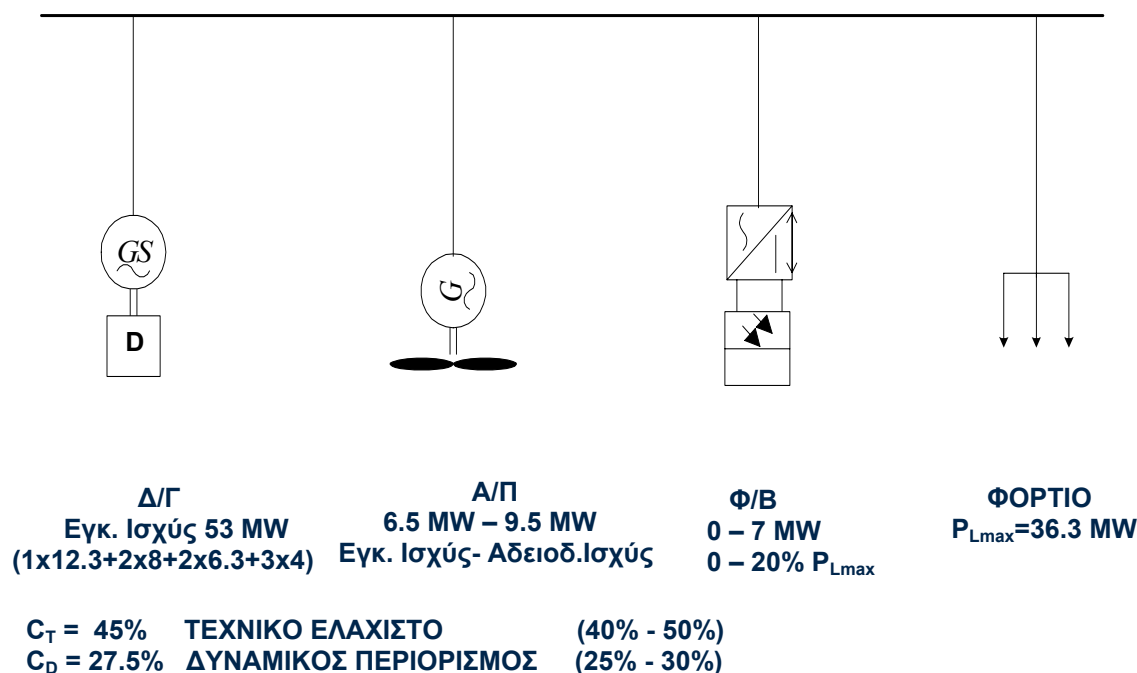 GS
G
D
Δ/Γ
Εγκ. Ισχύς 53 MW
(1x12.3+2x8+2x6.3+3x4)
Α/Π
6.5 MW – 9.5 MW
Εγκ. Ισχύς- Αδειοδ.Ισχύς
Φ/Β
0 – 7 MW
0 – 20% PLmax
ΦΟΡΤΙΟ
PLmax=36.3 MW
CT = 45% ΤΕΧΝΙΚΟ ΕΛΑΧΙΣΤΟ (40% - 50%)
CD = 27.5% ΔΥΝΑΜΙΚΟΣ ΠΕΡΙΟΡΙΣΜΟΣ (25% - 30%)